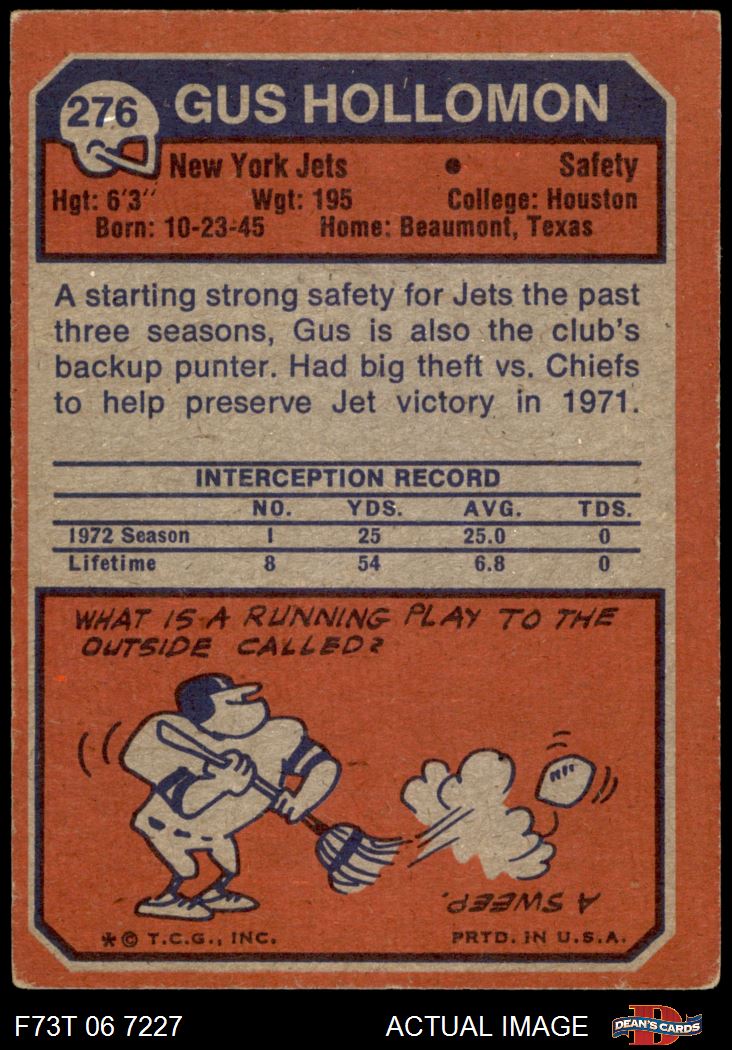 276
GUS HOLLOMON
New York Jets • Safety
Hgt: 6'3" Wgt: 195 College: Houston
Born: 10-23-45 Home: Beaumont, Texas
A starting strong safety for Jets the past
three seasons, Gus is also the club's
backup punter. Had big theft vs. Chiefs
to help preserve Jet victory in 1971.
INTERCEPTION RECORD
NO. YDS. AVG. TDS.
1972 Season 1 25 25.0 0
Lifetime 8 54 6.8 0
WHAT IS A RUNNING PLAY TO THE
OUTSIDE CALLED?
A SWEEP.
* © T.C.G., INC. PRTD. IN U.S.A.
F73T 06 7227 ACTUAL IMAGE
D
DEAN'S CARDS